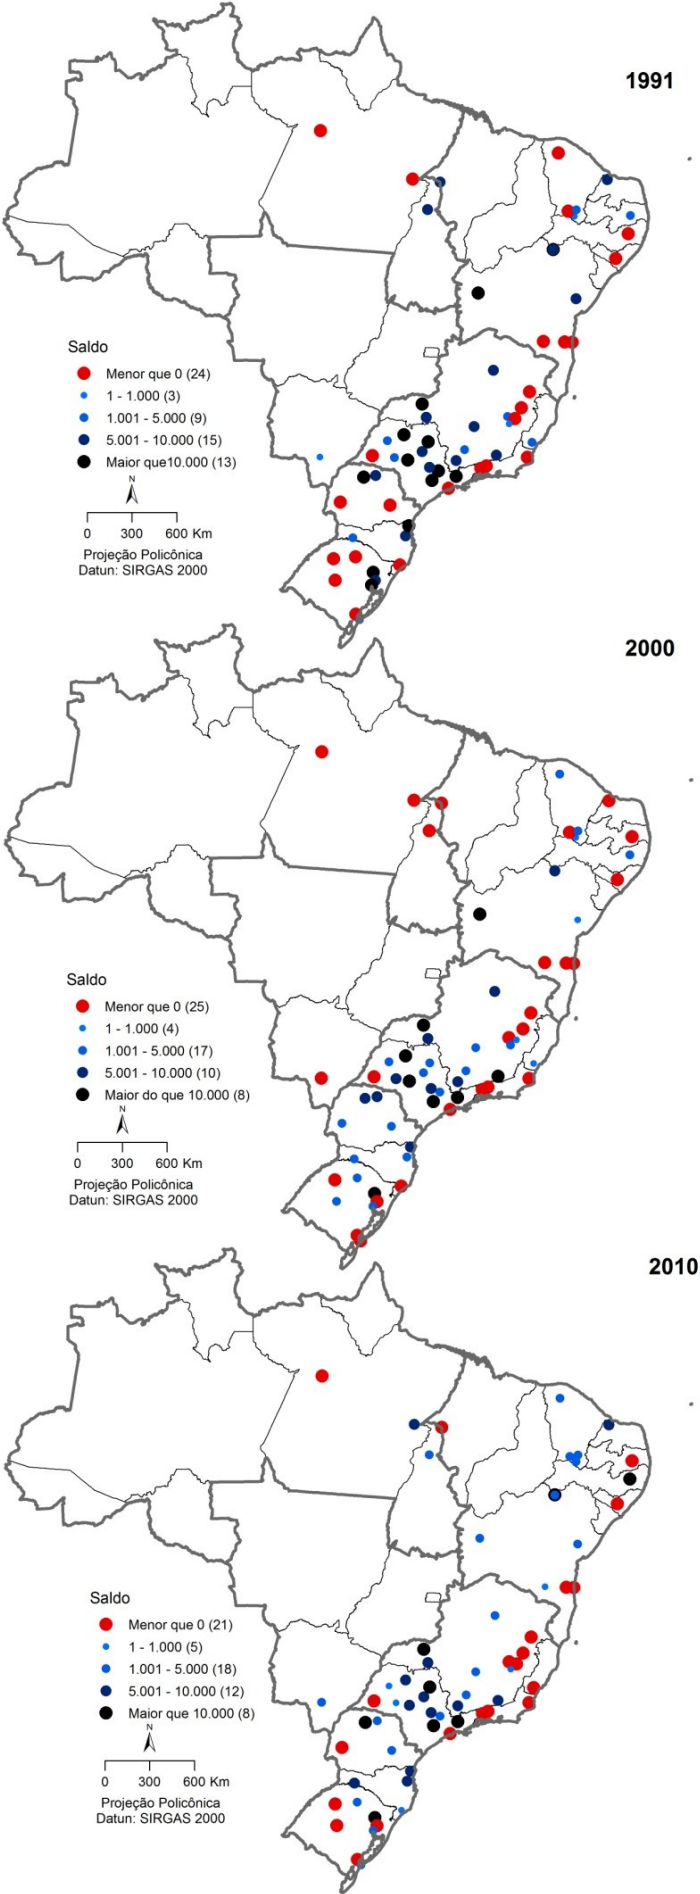 1991
Saldo
Menor que 0 (24)
1 - 1.000 (3)
1.001 - 5.000 (9)
5.001 - 10.000 (15)
Maior que10.000 (13)
N
0 300 600 Km
Projeção Policônica
Datun: SIRGAS 2000
2000
Saldo
Menor que 0 (25)
1 - 1.000 (4)
1.001 - 5.000 (17)
5.001 - 10.000 (10)
Maior do que 10.000 (8)
N
0 300 600 Km
Projeção Policônica
Datun: SIRGAS 2000
2010
Saldo
Menor que 0 (21)
1 - 1.000 (5)
1.001 - 5.000 (18)
5.001 - 10.000 (12)
Maior que 10.000 (8)
N
0 300 600 Km
Projeção Policônica
Datun: SIRGAS 2000